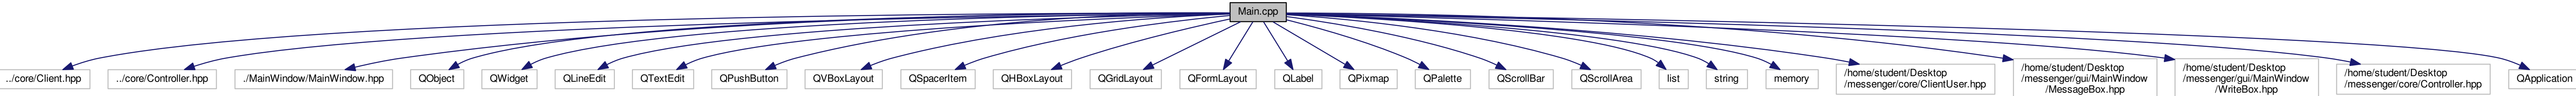 Main.cpp
../core/Client.hpp
../core/Controller.hpp
./MainWindow/MainWindow.hpp
QObject
QWidget
QLineEdit
QTextEdit
QPushButton
QVBoxLayout
QSpacerItem
QHBoxLayout
QGridLayout
QFormLayout
QLabel
QPixmap
QPalette
QScrollBar
QScrollArea
list
string
memory
/home/student/Desktop
/messenger/core/ClientUser.hpp
/home/student/Desktop
/messenger/gui/MainWindow
/MessageBox.hpp
/home/student/Desktop
/messenger/gui/MainWindow
/WriteBox.hpp
/home/student/Desktop
/messenger/core/Controller.hpp
QApplication